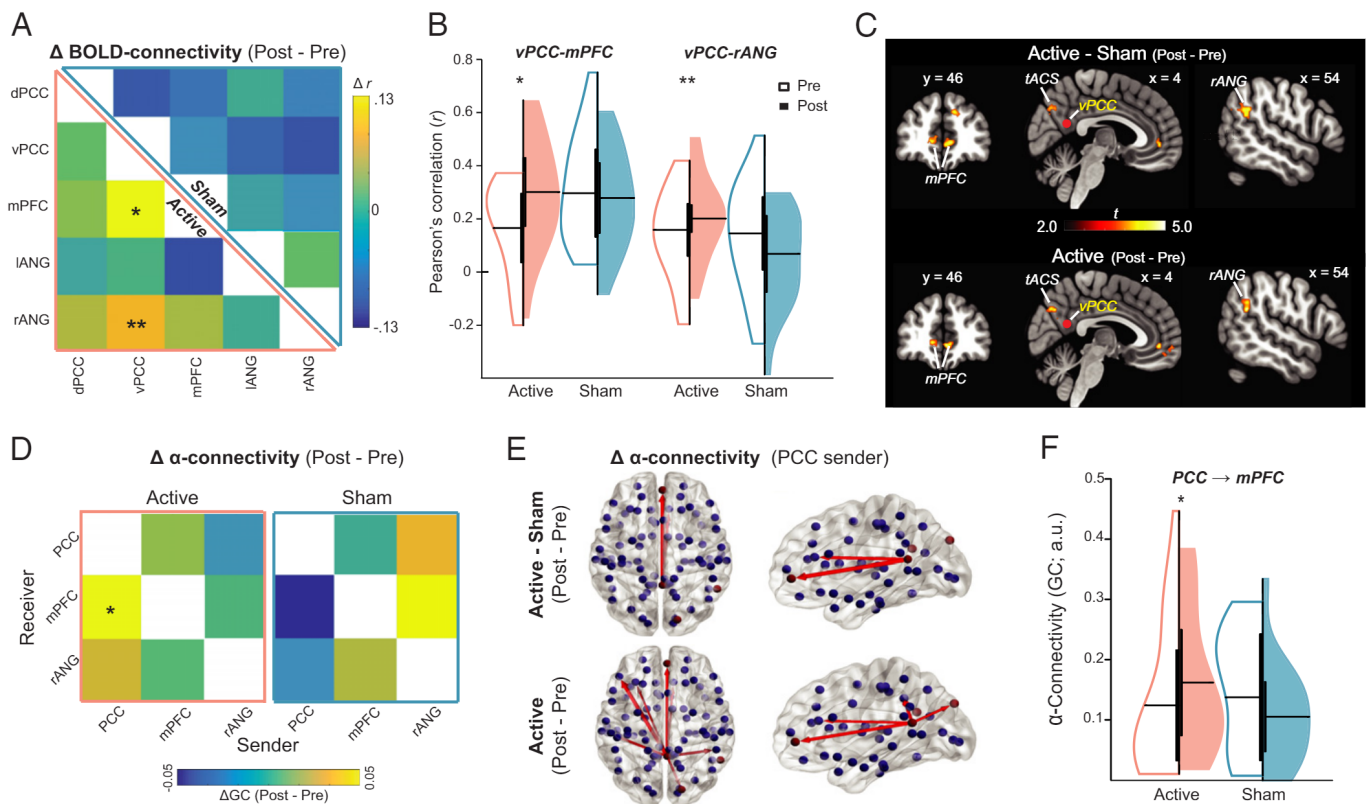 A
Δ BOLD-connectivity (Post - Pre)
dPCC
vPCC
mPFC
lANG
rANG
Sham
Active
*
**
dPCC
vPCC
mPFC
lANG
rANG
Δ r
.13
0
-.13
B
vPCC-mPFC
vPCC-rANG
*
**
Pre
Post
Pearson's correlation (r)
0.8
0.6
0.4
0.2
0
-0.2
Active
Sham
Active
Sham
C
Active - Sham (Post - Pre)
y = 46
tACS
x = 4
rANG
x = 54
vPCC
mPFC
t
2.0
5.0
Active (Post - Pre)
y = 46
tACS
x = 4
rANG
x = 54
vPCC
mPFC
D
Δ α-connectivity (Post - Pre)
Active
Sham
Receiver
PCC
mPFC
rANG
*
PCC
mPFC
rANG
PCC
mPFC
rANG
Sender
-0.05
0.05
ΔGC (Post - Pre)
E
Δ α-connectivity (PCC sender)
Active - Sham
(Post - Pre)
Active
(Post - Pre)
F
PCC → mPFC
*
α-Connectivity (GC; a.u.)
0.5
0.4
0.3
0.2
0.1
Active
Sham